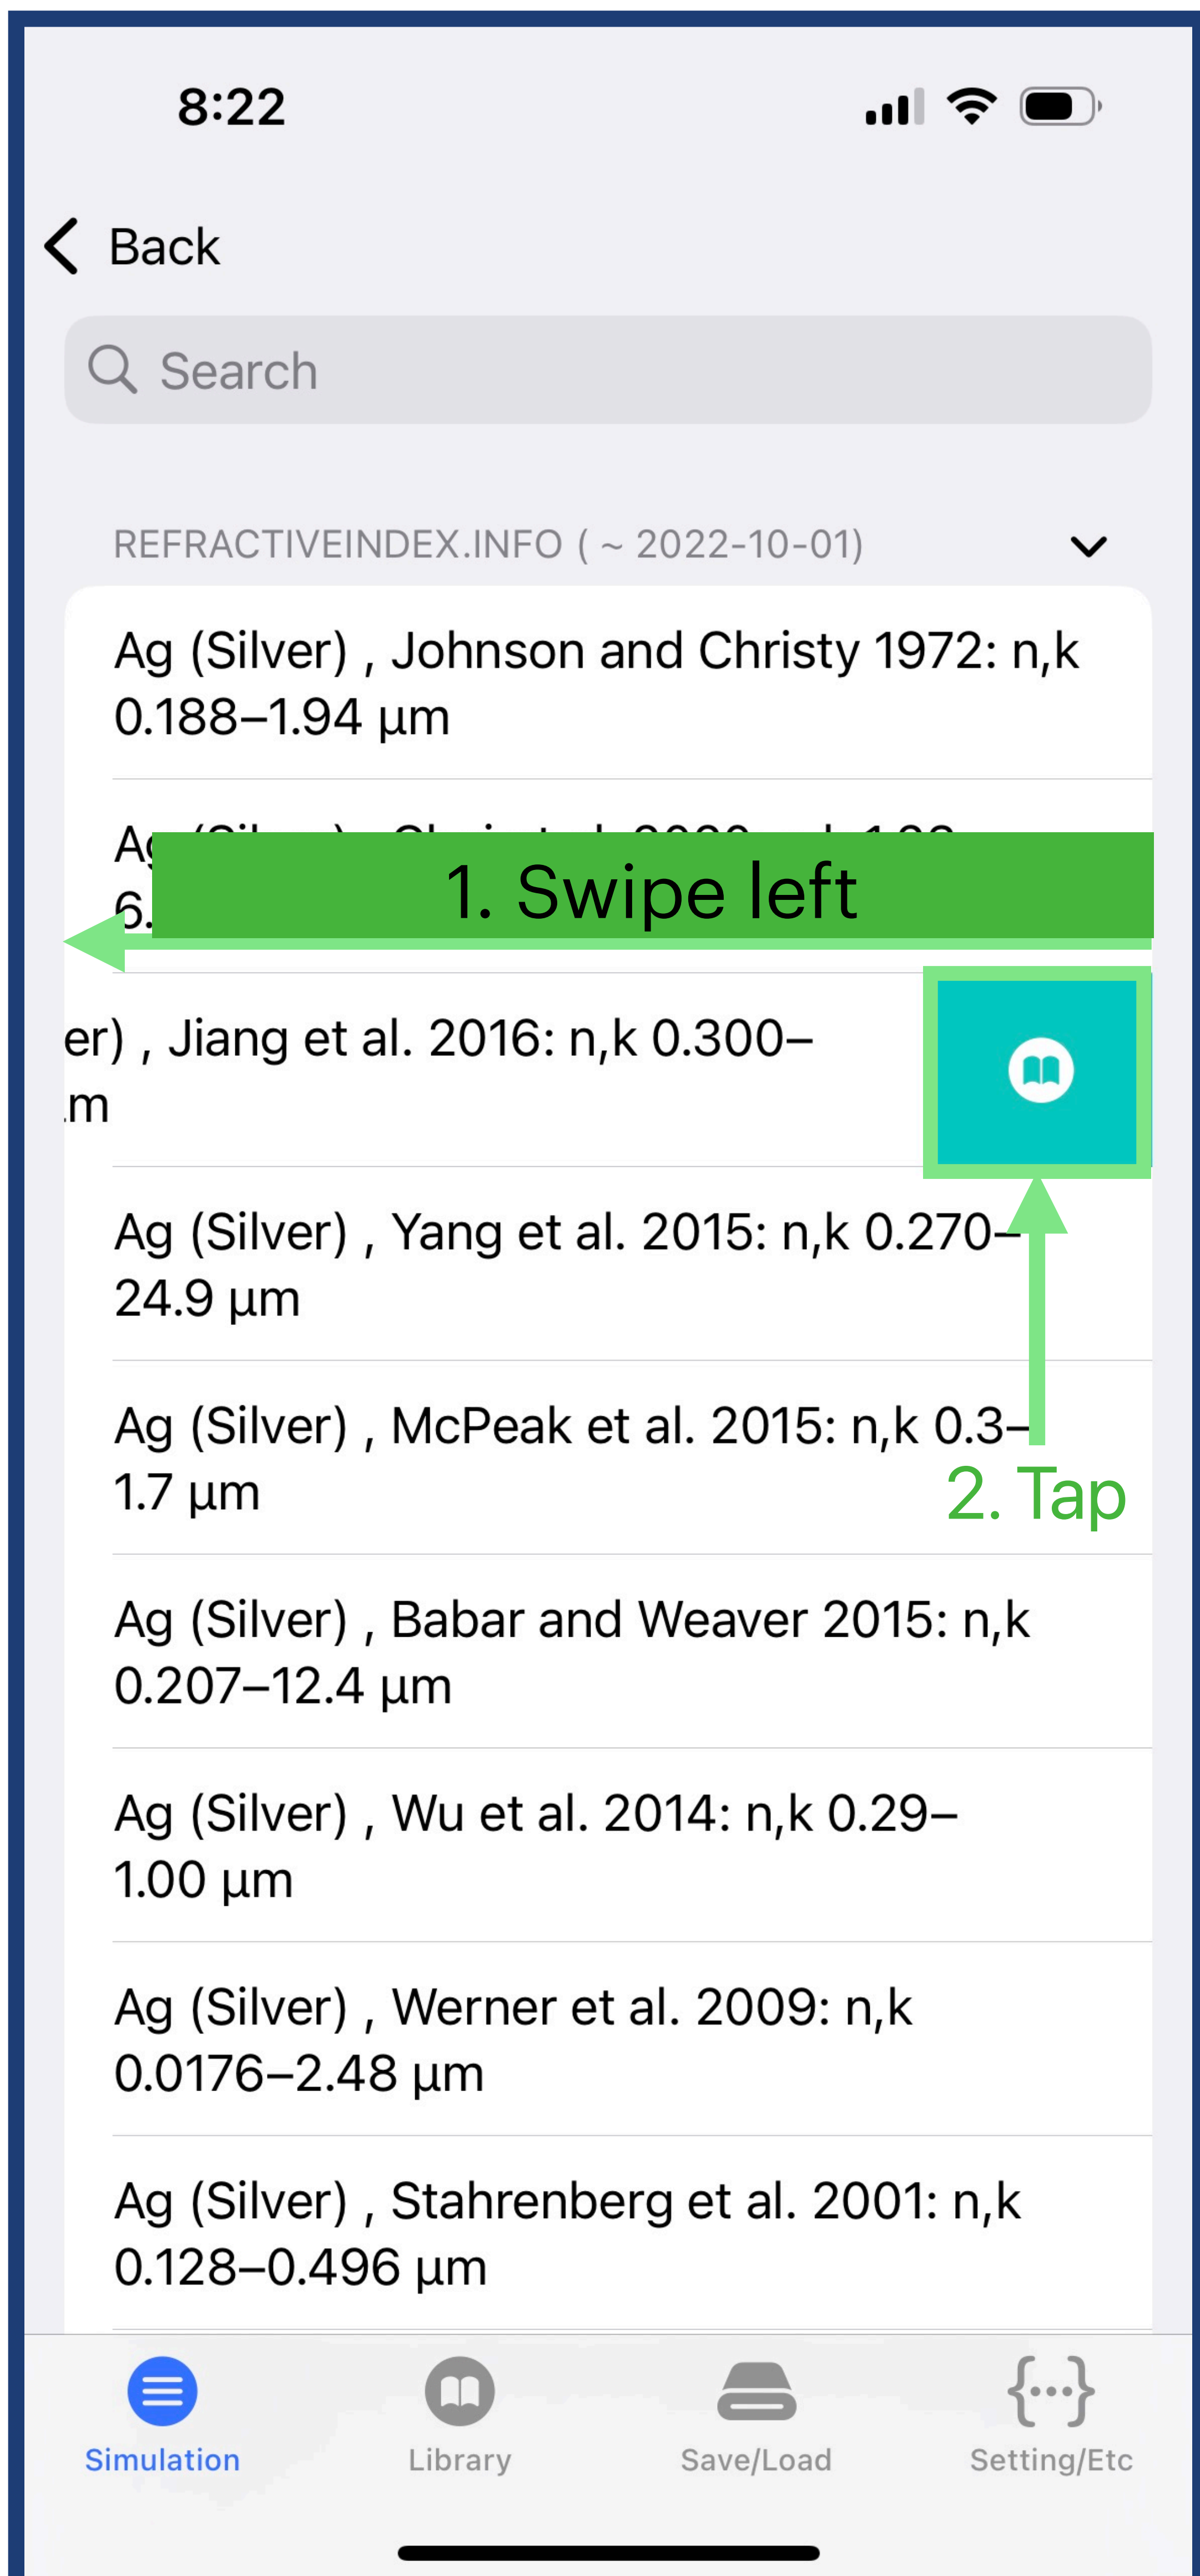 8:22
Back
Search
REFRACTIVEINDEX.INFO ( ~ 2022-10-01)
Ag (Silver) , Johnson and Christy 1972: n,k
0.188–1.94 µm
1. Swipe left
er) , Jiang et al. 2016: n,k 0.300–
Ag (Silver) , Yang et al. 2015: n,k 0.270–
24.9 µm
Ag (Silver) , McPeak et al. 2015: n,k 0.3–
1.7 µm
2. Tap
Ag (Silver) , Babar and Weaver 2015: n,k
0.207–12.4 µm
Ag (Silver) , Wu et al. 2014: n,k 0.29–
1.00 µm
Ag (Silver) , Werner et al. 2009: n,k
0.0176–2.48 µm
Ag (Silver) , Stahrenberg et al. 2001: n,k
0.128–0.496 µm
Simulation
Library
Save/Load
Setting/Etc